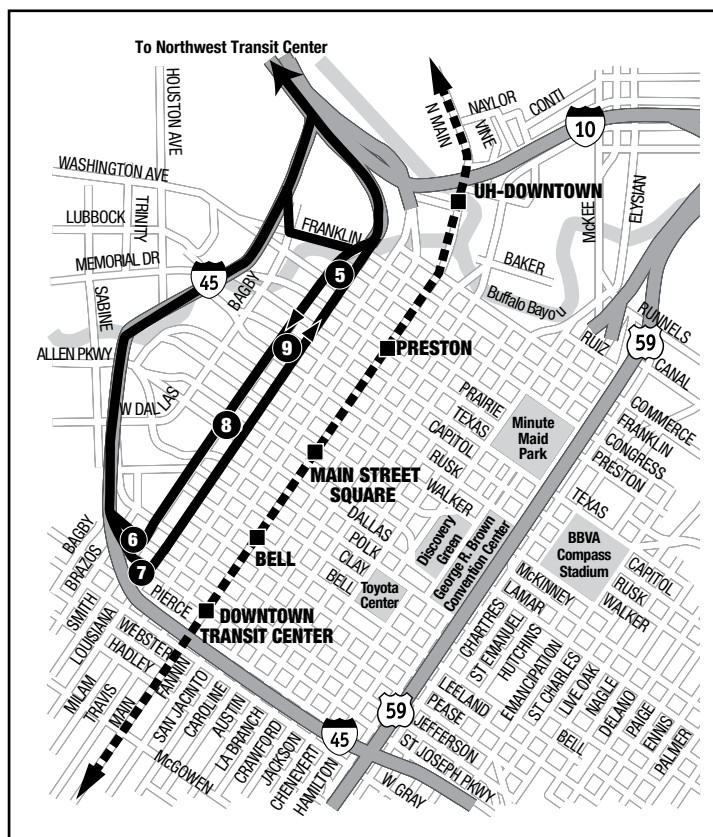 To Northwest Transit Center
HOUSTON AVE
N MAIN
NAYLOR
VINE
CONTI
10
WASHINGTON AVE
UH-DOWNTOWN
McKEE
ELYSIAN
LUBBOCK
TRINITY
FRANKLIN
MEMORIAL DR
BAKER
45
BAGBY
5
SABINE
Buffalo Bayou
RUNNELS
59
RUIZ
9
PRESTON
ALLEN PKWY
CANAL
W DALLAS
PRAIRIE
COMMERCE
TEXAS
Minute
Maid
Park
FRANKLIN
8
CAPITOL
CONGRESS
RUSK
PRESTON
MAIN STREET
SQUARE
WALKER
TEXAS
DALLAS
POLK
Discovery
Green
George R. Brown
Convention Center
BBVA
Compass
Stadium
6
BAGBY
BELL
CLAY
CAPITOL
BRAZOS
BELL
Toyota
Center
RUSK
7
McKINNEY
WALKER
SMITH
PIERCE
DOWNTOWN
TRANSIT CENTER
LAMAR
LOUISIANA
WEBSTER
CHARTRES
ST EMANUEL
HADLEY
HUTCHINS
FANNIN
EMANCIPATION
MILAM
SAN JACINTO
ST CHARLES
TRAVIS
CAROLINE
LEELAND
LIVE OAK
MAIN
AUSTIN
PEASE
NAGLE
LA BRANCH
59
DELANO
CRAWFORD
45
JEFFERSON
BELL
PAIGE
McGOWEN
JACKSON
ST JOSEPH PKWY
ENNIS
CHENEVERT
PALMER
HAMILTON
W GRAY